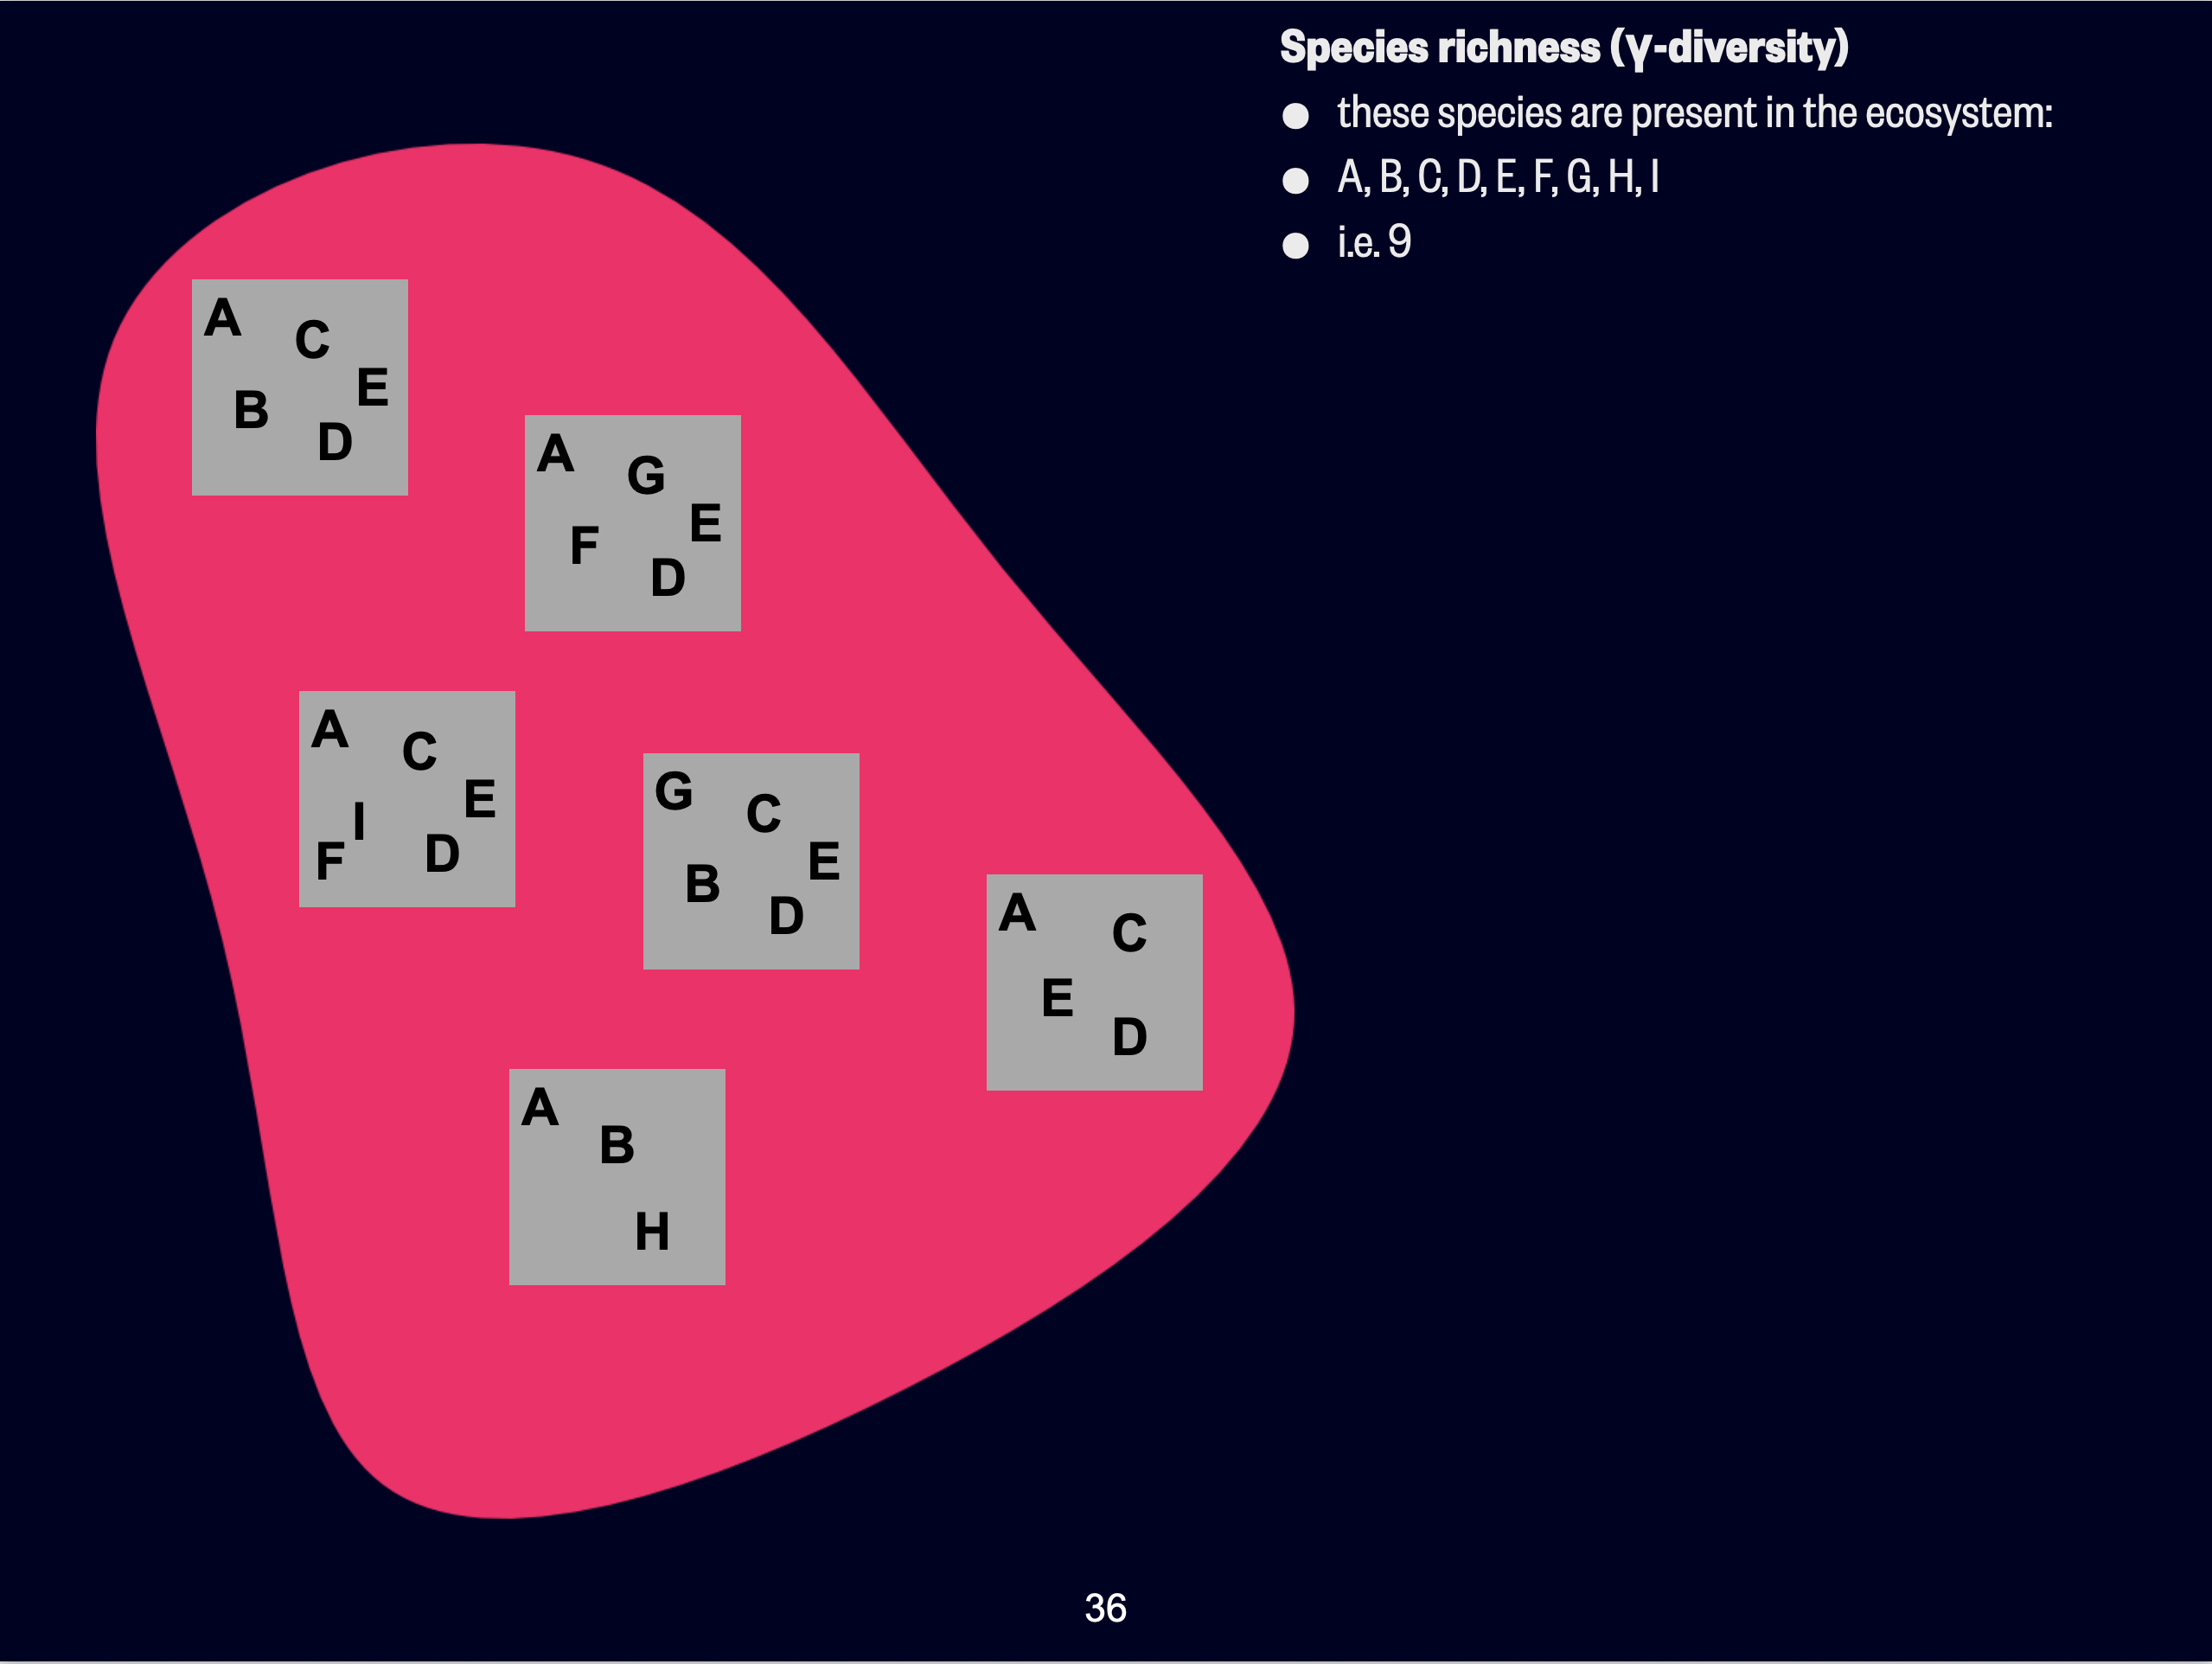 Species richness (γ-diversity)
● these species are present in the ecosystem:
● A, B, C, D, E, F, G, H, I
● i.e. 9
A
C
E
B
D
A
G
E
F
D
A
C
E
I
F
D
G
C
E
B
D
A
C
E
D
A
B
H
36